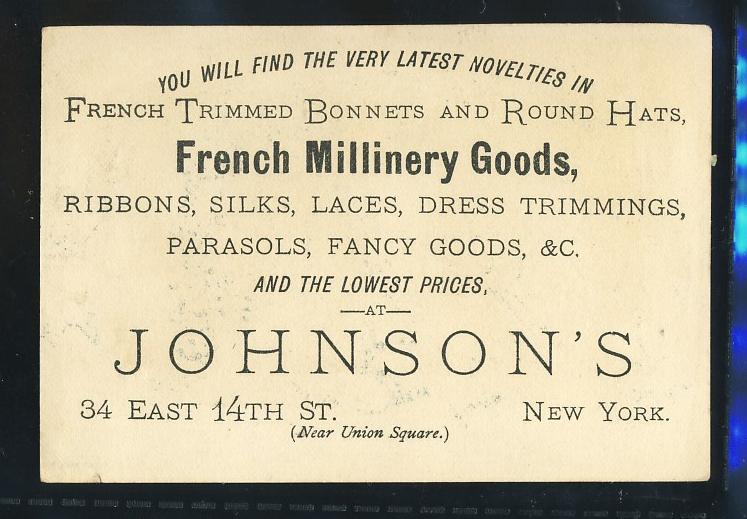 YOU WILL FIND THE VERY LATEST NOVELTIES IN
FRENCH TRIMMED BONNETS AND ROUND HATS,
French Millinery Goods,
RIBBONS, SILKS, LACES, DRESS TRIMMINGS,
PARASOLS, FANCY GOODS, &C.
AND THE LOWEST PRICES,
—AT—
JOHNSON'S
34 EAST 14TH ST. NEW YORK.
(Near Union Square.)